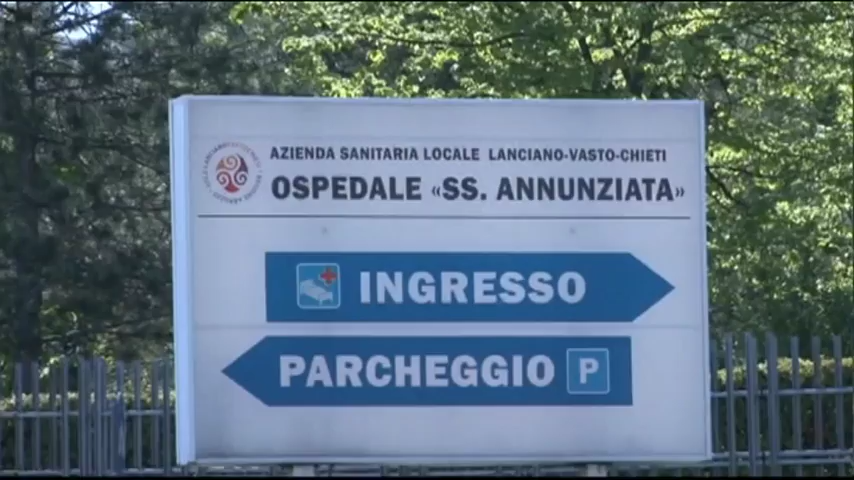 AZIENDA SANITARIA LOCALE LANCIANO-VASTO-CHIETI
OSPEDALE «SS. ANNUNZIATA»
INGRESSO
PARCHEGGIO P